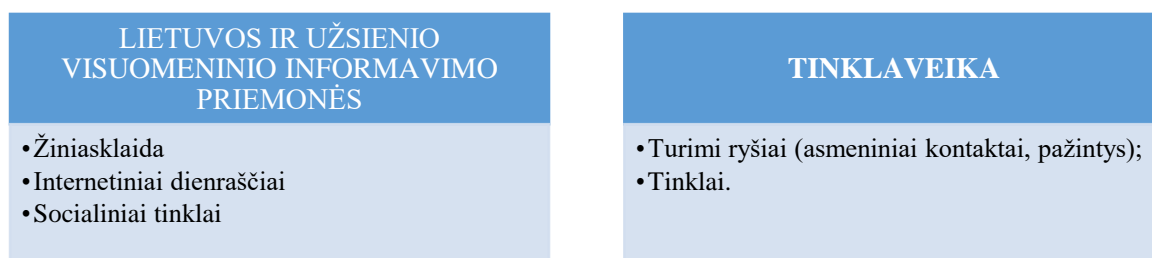 LIETUVOS IR UŽSIENIO
VISUOMENINIO INFORMAVIMO
PRIEMONĖS
•Žiniasklaida
•Internetiniai dienraščiai
•Socialiniai tinklai
TINKLAVEIKA
•Turimi ryšiai (asmeniniai kontaktai, pažintys);
•Tinklai.